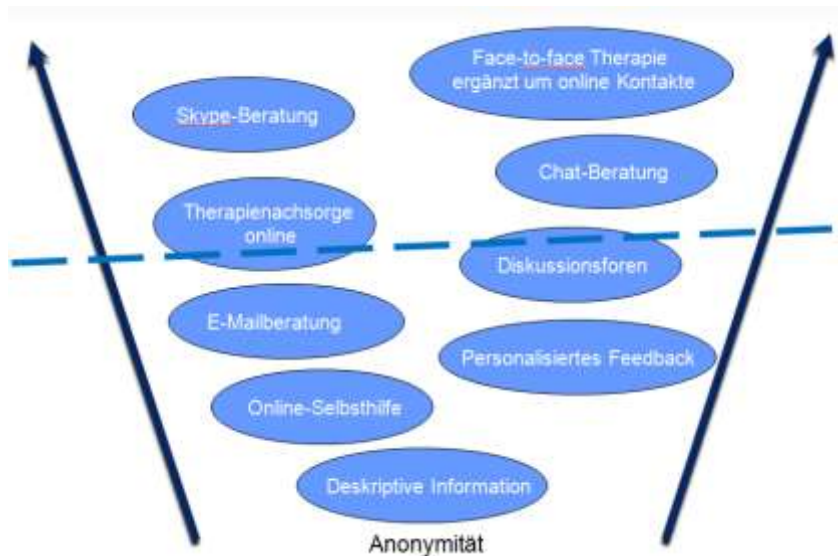 Face-to-face Therapie
ergänzt um online Kontakte
Skype-Beratung
Chat-Beratung
Therapienachsorge
online
Diskussionsforen
E-Mailberatung
Personalisiertes Feedback
Online-Selbsthilfe
Deskriptive Information
Anonymität